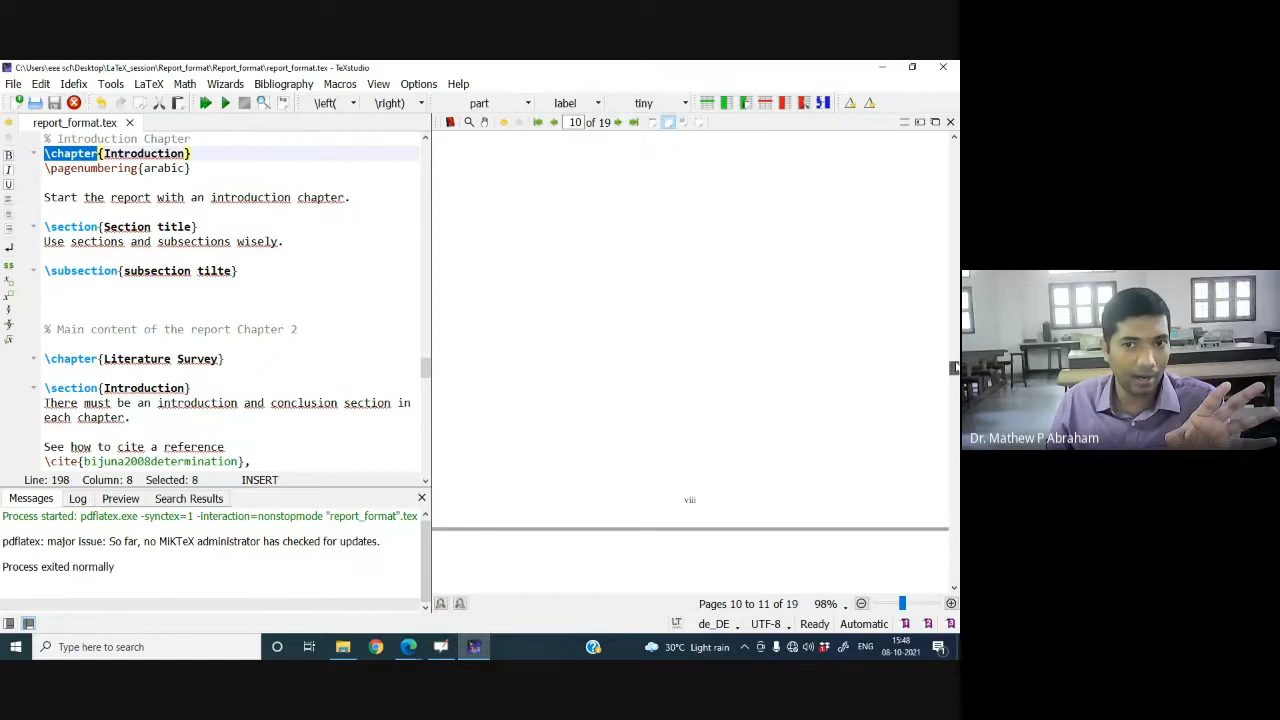 C:\Users\eee scl\Desktop\LaTeX_session\Report_format\Report_format\report_format.tex - TeXstudio
File Edit Idefix Tools LaTeX Math Wizards Bibliography Macros View Options Help
\left( \right) part label tiny
report_format.tex
10 of 19
% Introduction Chapter
\chapter{Introduction}
\pagenumbering{arabic}
Start the report with an introduction chapter.
\section{Section title}
Use sections and subsections wisely.
\subsection{subsection tilte}
% Main content of the report Chapter 2
\chapter{Literature Survey}
\section{Introduction}
There must be an introduction and conclusion section in
each chapter.
See how to cite a reference
\cite{bijuna2008determination},
viii
Line: 198 Column: 8 Selected: 8 INSERT
Messages Log Preview Search Results
Process started: pdflatex.exe -synctex=1 -interaction=nonstopmode "report_format".tex
pdflatex: major issue: So far, no MiKTeX administrator has checked for updates.
Process exited normally
Pages 10 to 11 of 19 98%
de_DE UTF-8 Ready Automatic
Type here to search
30°C Light rain
ENG
15:48
08-10-2021
Dr. Mathew P Abraham